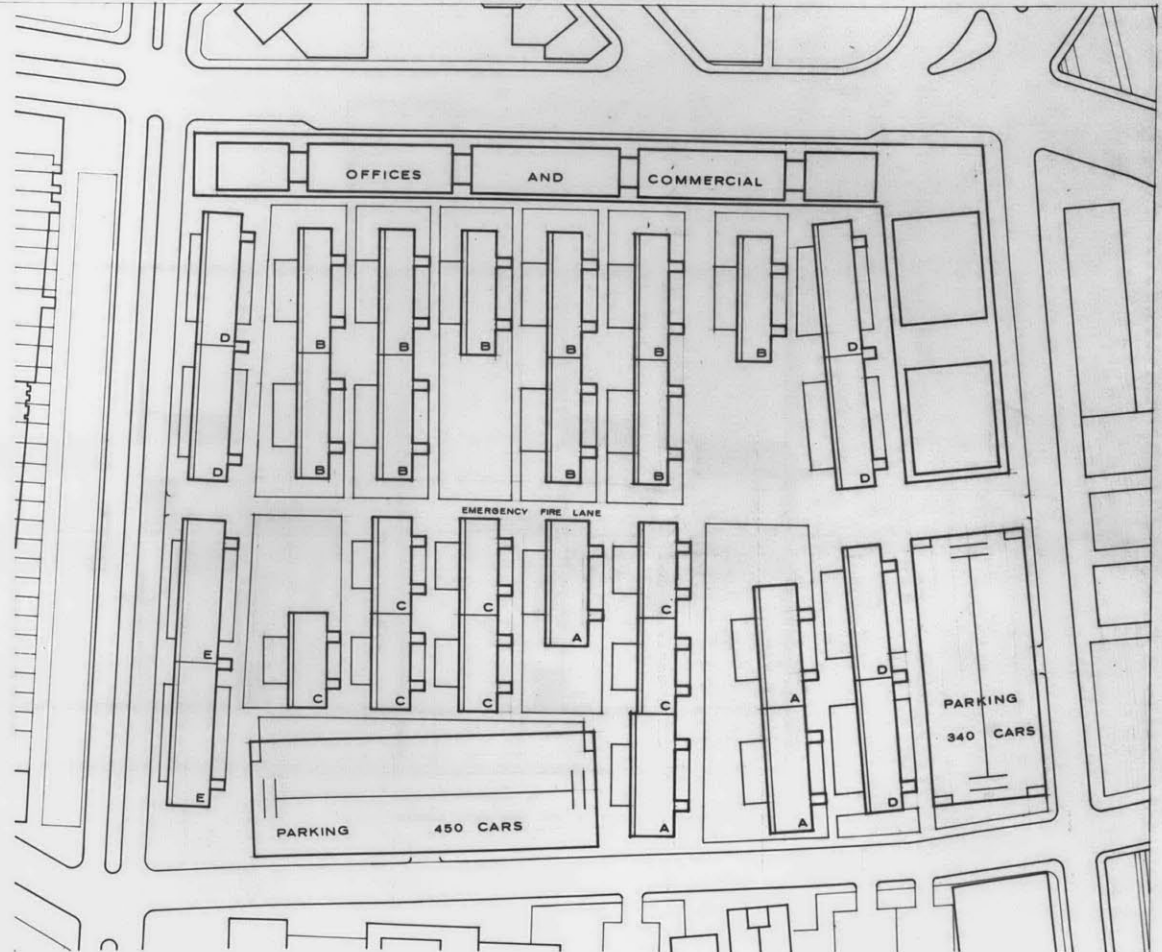 OFFICES AND COMMERCIAL
D B B B B D
B B
D B B B B D
EMERGENCY FIRE LANE
C C A C
E D
C C C C A
PARKING
340 CARS
PARKING 450 CARS
E A A D